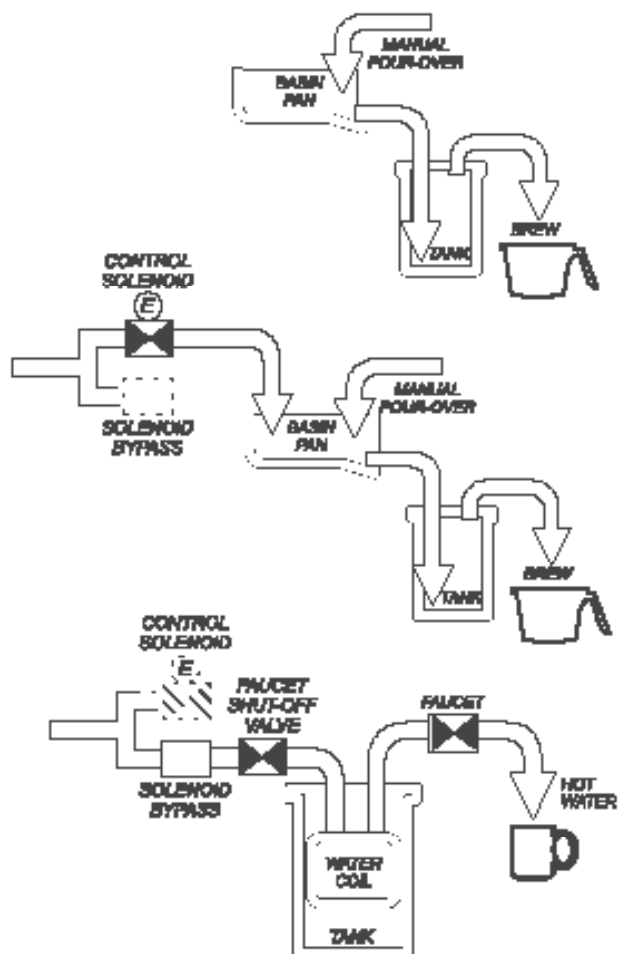 MANUAL
POUR-OVER
BASIN
PAN
TANK
BREW
CONTROL
SOLENOID
E
SOLENOID
BYPASS
MANUAL
POUR-OVER
BASIN
PAN
TANK
BREW
CONTROL
SOLENOID
E
FAUCET
SHUT-OFF
VALVE
SOLENOID
BYPASS
FAUCET
HOT
WATER
WATER
COIL
TANK